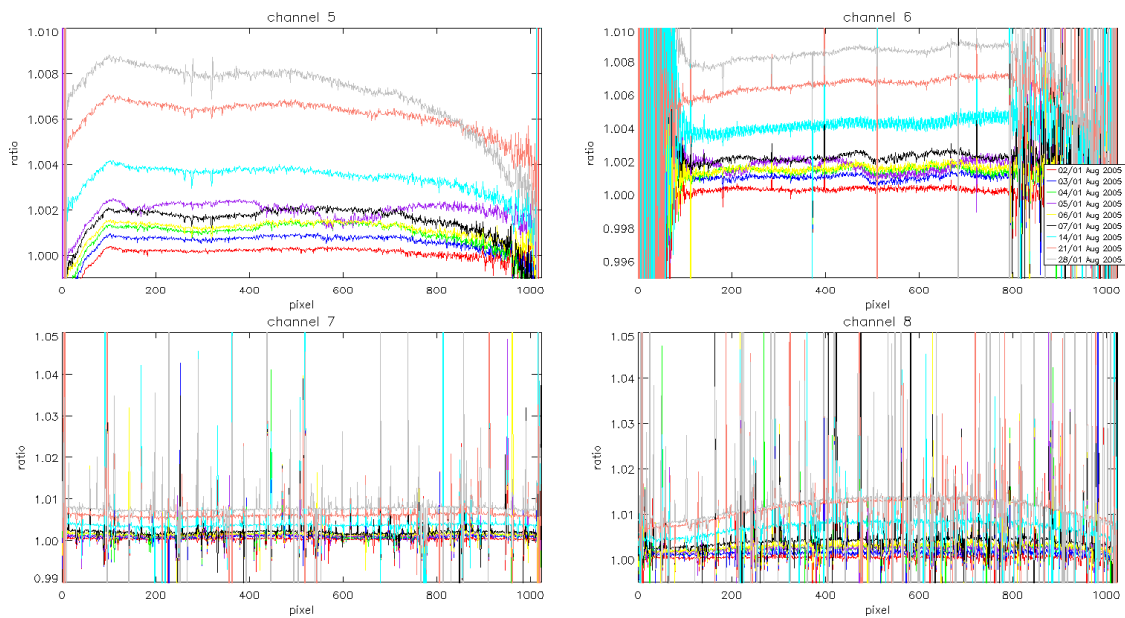 channel 5
1.010
1.008
1.006
1.004
1.002
1.000
ratio
0 200 400 600 800 1000
pixel
channel 6
1.010
1.008
1.006
1.004
1.002
1.000
0.998
0.996
ratio
02/01 Aug 2005
03/01 Aug 2005
04/01 Aug 2005
05/01 Aug 2005
06/01 Aug 2005
07/01 Aug 2005
14/01 Aug 2005
21/01 Aug 2005
28/01 Aug 2005
0 200 400 600 800 1000
pixel
channel 7
1.05
1.04
1.03
1.02
1.01
1.00
0.99
ratio
0 200 400 600 800 1000
pixel
channel 8
1.05
1.04
1.03
1.02
1.01
1.00
ratio
0 200 400 600 800 1000
pixel